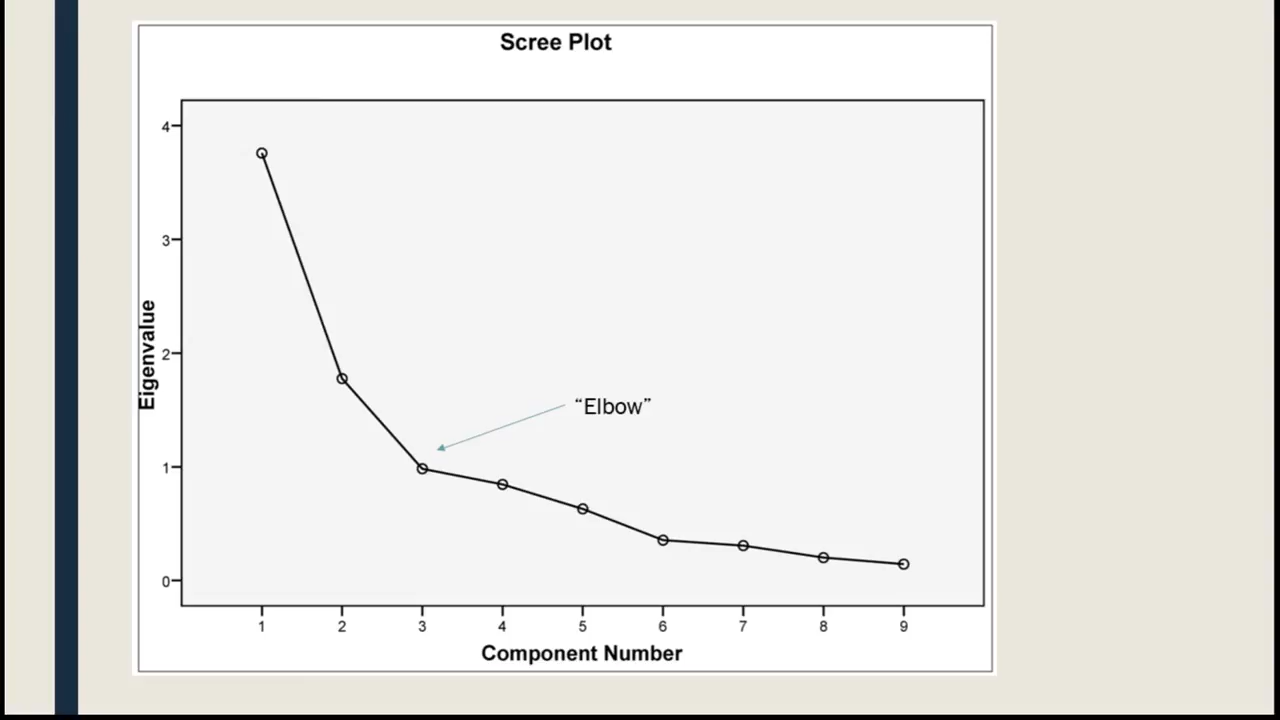 Scree Plot
4
3
2
1
0
Eigenvalue
“Elbow”
1 2 3 4 5 6 7 8 9
Component Number